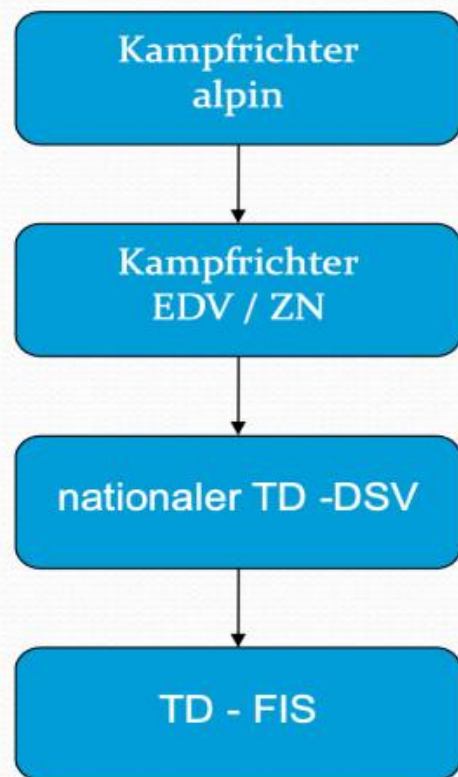 Kampfrichter
alpin
Kampfrichter
EDV / ZN
nationaler TD -DSV
TD - FIS